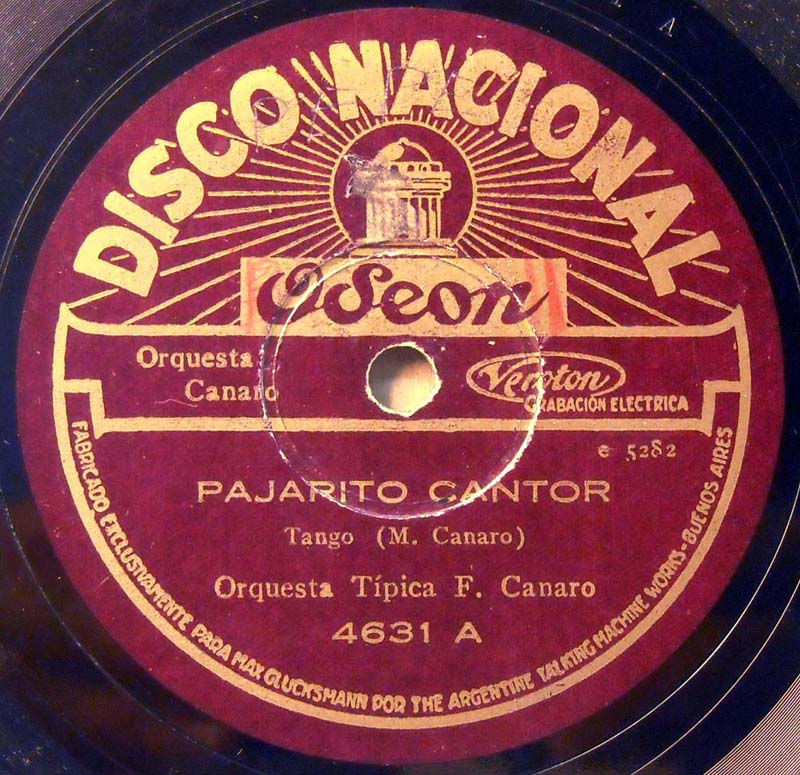 DISCO NACIONAL
Odeon
Orquesta
Canaro
Veroton
GRABACIÓN ELECTRICA
e 5282
PAJARITO CANTOR
Tango (M. Canaro)
Orquesta Típica F. Canaro
4631 A
FABRICADO EXCLUSIVAMENTE PARA MAX GLUCKSMANN POR THE ARGENTINE TALKING MACHINE WORKS - BUENOS AIRES